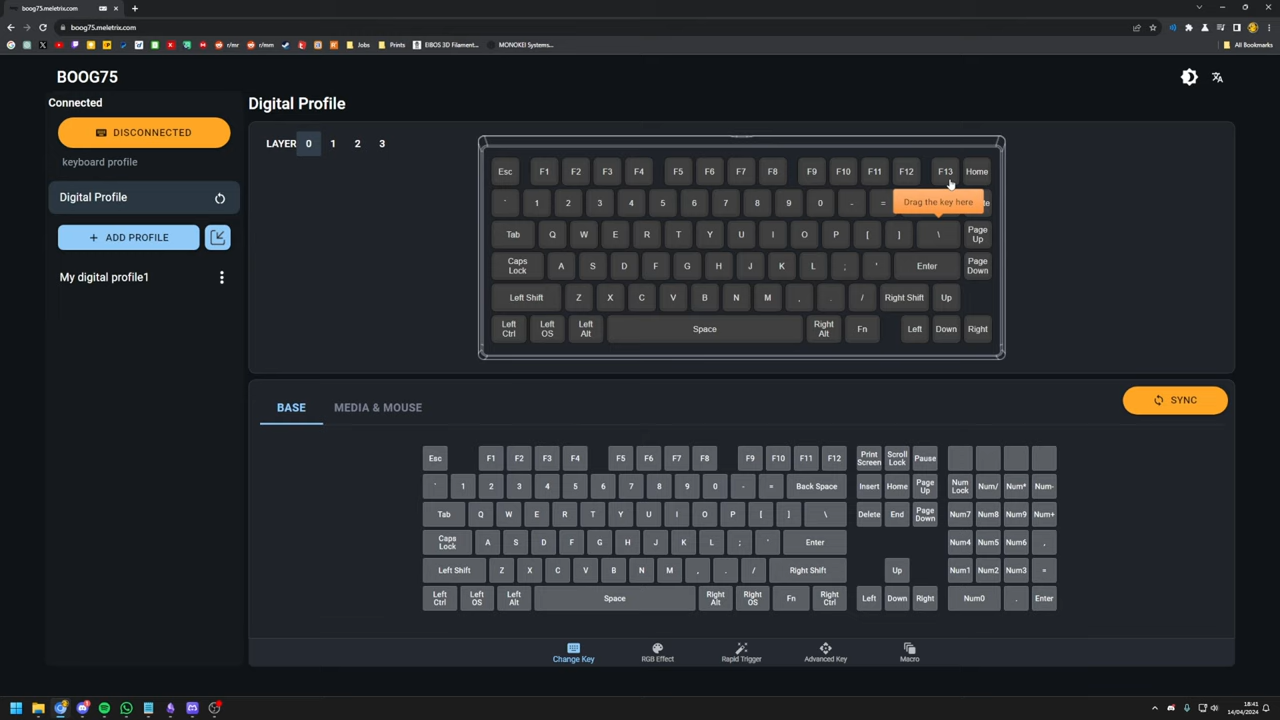 boog75.meletrix.com
boog75.meletrix.com
Jobs
Prints
EIBOS 3D Filament...
MONOKEI Systems...
All Bookmarks
BOOG75
Connected
DISCONNECTED
keyboard profile
Digital Profile
ADD PROFILE
My digital profile1
Digital Profile
LAYER 0 1 2 3
Esc F1 F2 F3 F4 F5 F6 F7 F8 F9 F10 F11 F12 F13 Home
` 1 2 3 4 5 6 7 8 9 0 - =
Drag the key here
Tab Q W E R T Y U I O P [ ] \ Page Up
Caps Lock A S D F G H J K L ; ' Enter Page Down
Left Shift Z X C V B N M , . / Right Shift Up
Left Ctrl Left OS Left Alt Space Right Alt Fn Left Down Right
BASE MEDIA & MOUSE
SYNC
Esc F1 F2 F3 F4 F5 F6 F7 F8 F9 F10 F11 F12 Print Screen Scroll Lock Pause
` 1 2 3 4 5 6 7 8 9 0 - = Back Space Insert Home Page Up Num Lock Num/ Num* Num-
Tab Q W E R T Y U I O P [ ] \ Delete End Page Down Num7 Num8 Num9 Num+
Caps Lock A S D F G H J K L ; ' Enter Num4 Num5 Num6 ,
Left Shift Z X C V B N M , . / Right Shift Up Num1 Num2 Num3 =
Left Ctrl Left OS Left Alt Space Right Alt Right OS Fn Right Ctrl Left Down Right Num0 . Enter
Change Key
RGB Effect
Rapid Trigger
Advanced Key
Macro
18:41
14/04/2024